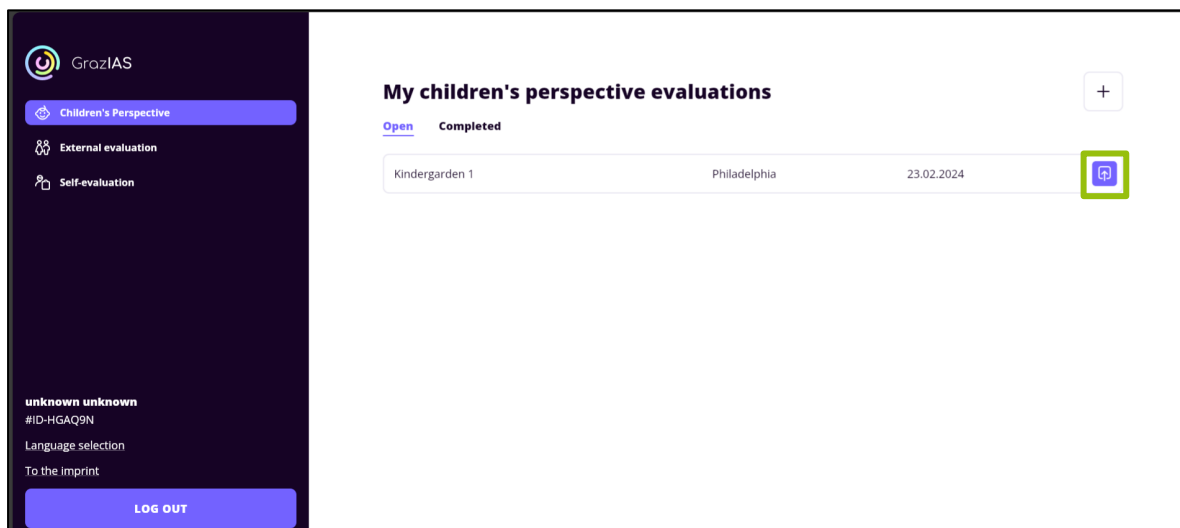 GrazIAS
Children's Perspective
External evaluation
Self-evaluation
unknown unknown
#ID-HGAQ9N
Language selection
To the imprint
LOG OUT
My children's perspective evaluations
Open Completed
Kindergarden 1 Philadelphia 23.02.2024